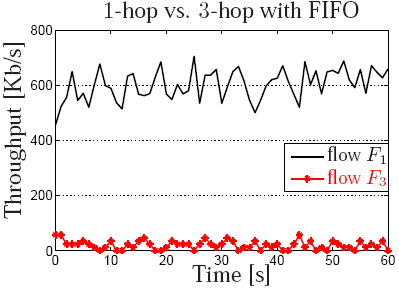 1-hop vs. 3-hop with FIFO
800
600
400
200
0
Throughput [Kb/s]
flow F₁
flow F₃
0 10 20 30 40 50 60
Time [s]